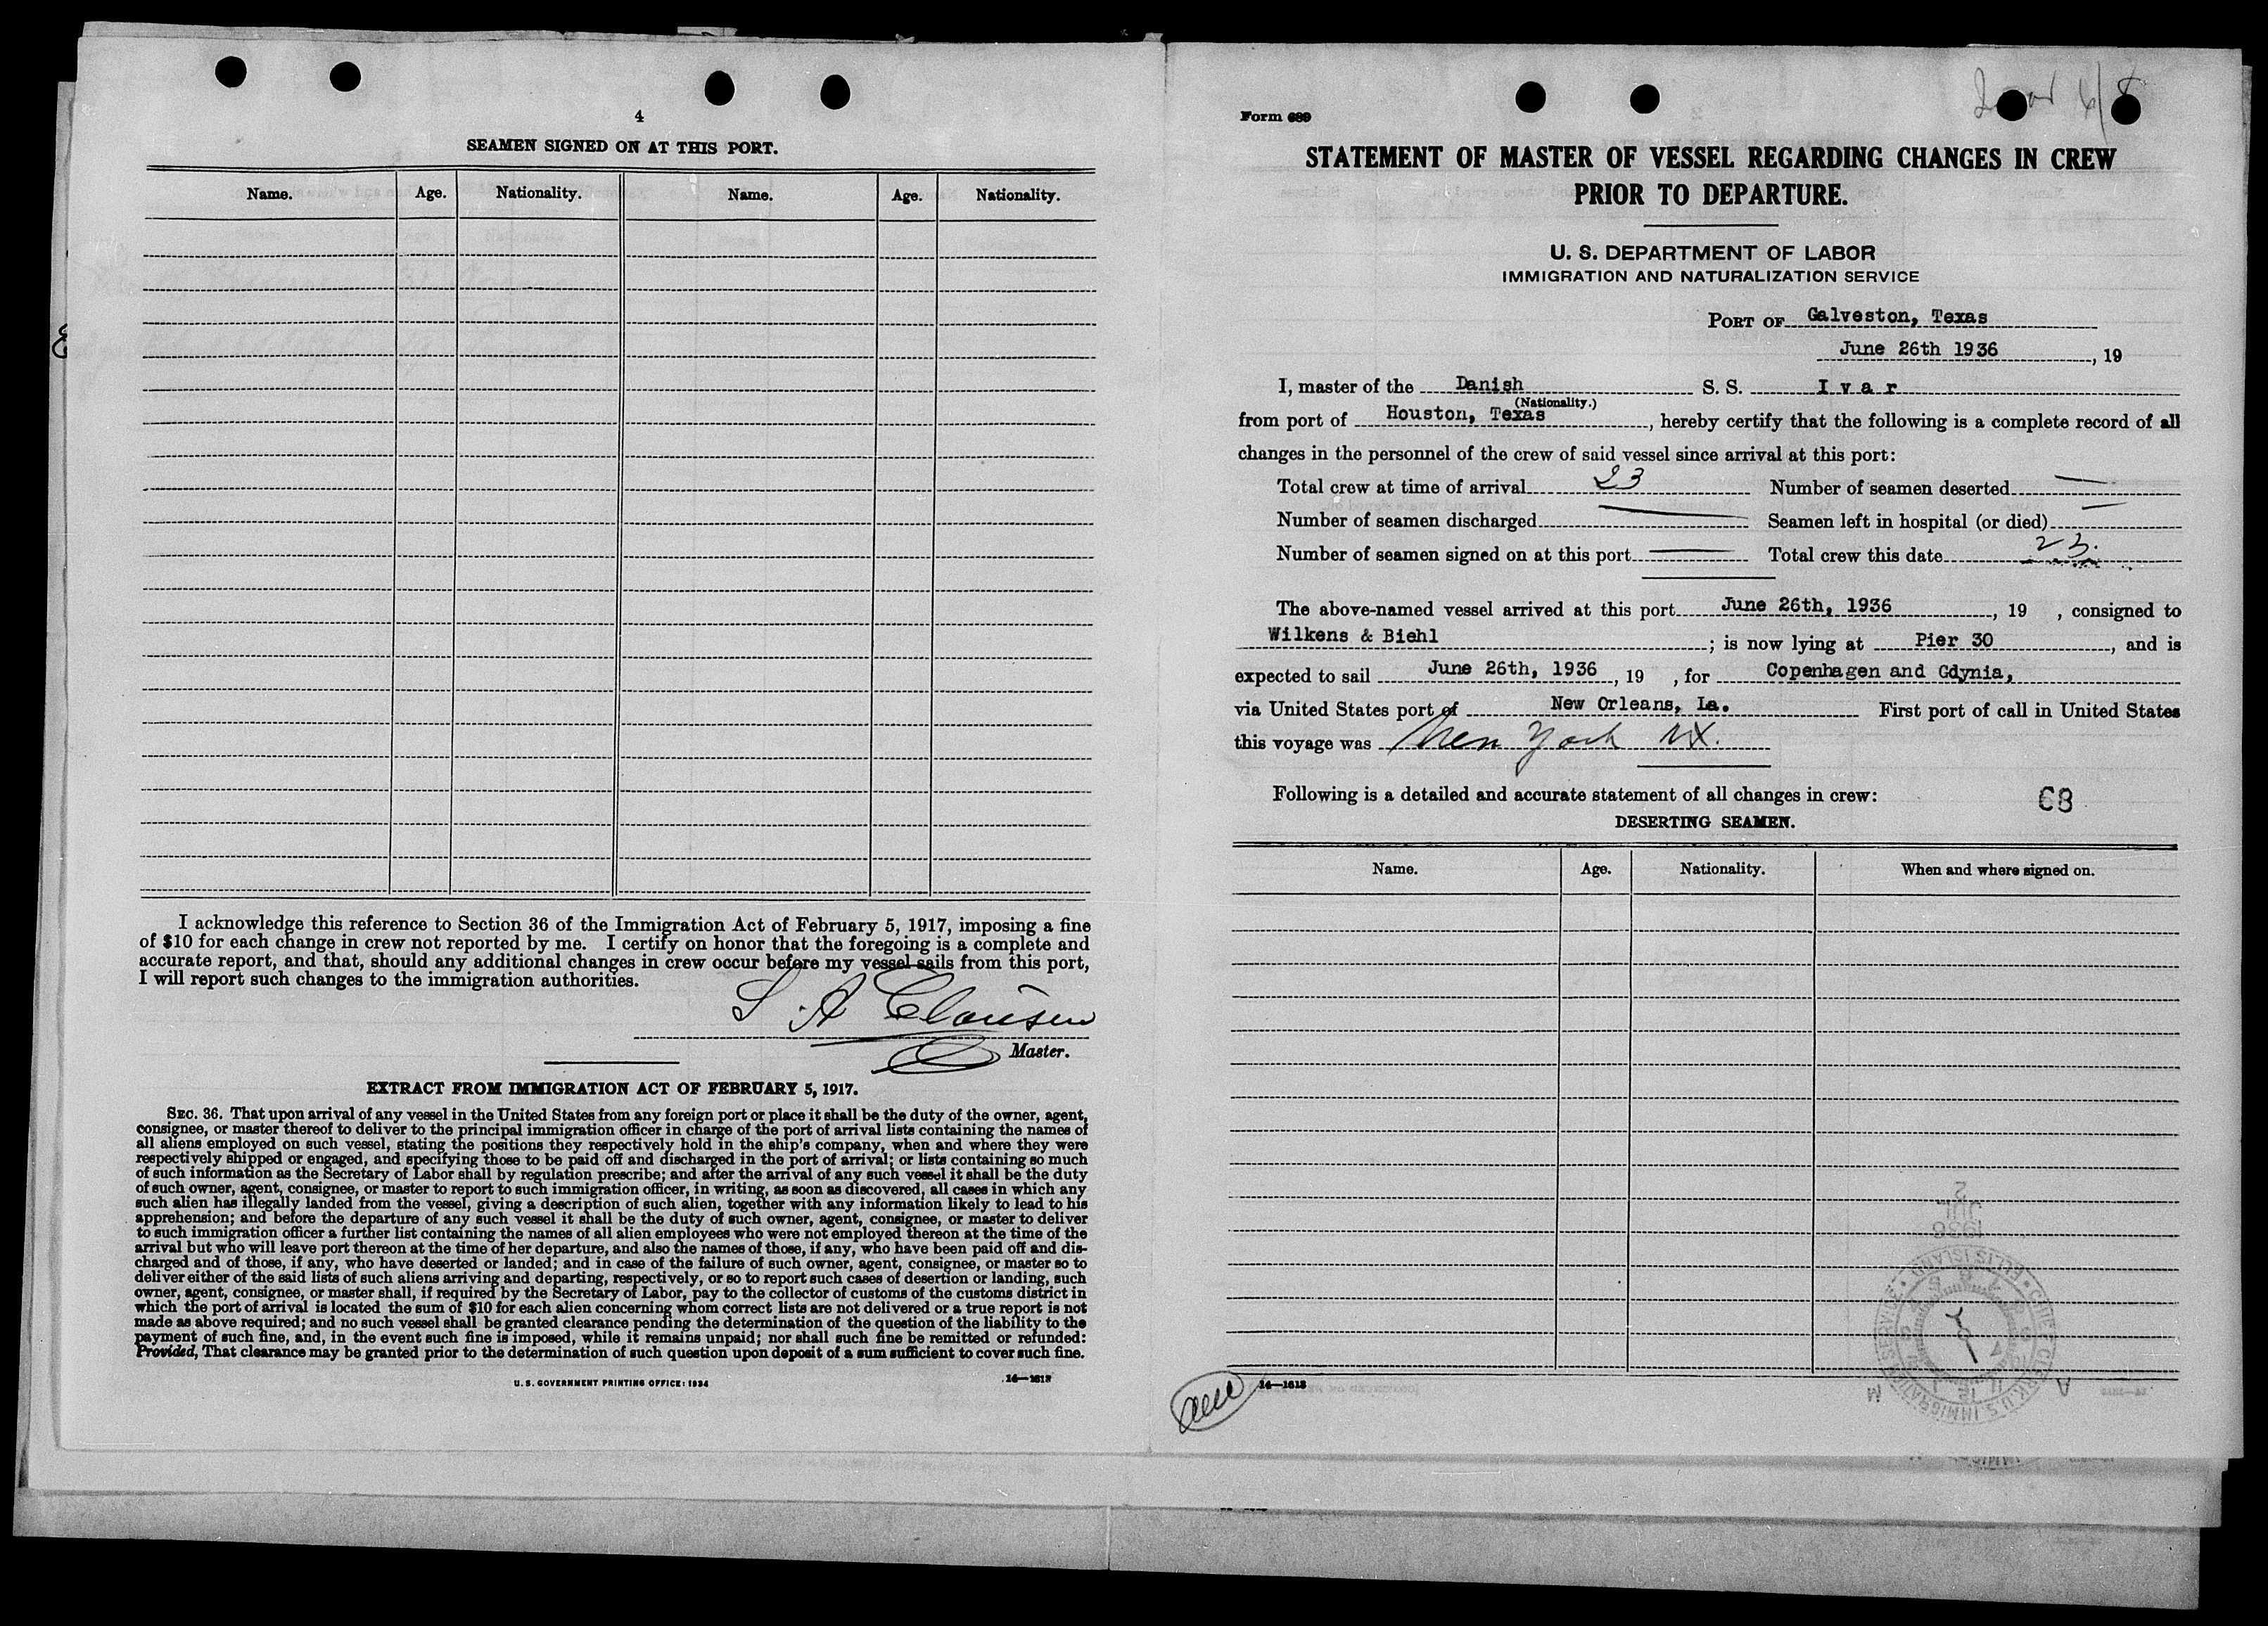 4
SEAMEN SIGNED ON AT THIS PORT.
Name. Age. Nationality. Name. Age. Nationality.
I acknowledge this reference to Section 36 of the Immigration Act of February 5, 1917, imposing a fine
of $10 for each change in crew not reported by me. I certify on honor that the foregoing is a complete and
accurate report, and that, should any additional changes in crew occur before my vessel sails from this port,
I will report such changes to the immigration authorities.
S A Clausen
Master.
EXTRACT FROM IMMIGRATION ACT OF FEBRUARY 5, 1917.
SEC. 36. That upon arrival of any vessel in the United States from any foreign port or place it shall be the duty of the owner, agent,
consignee, or master thereof to deliver to the principal immigration officer in charge of the port of arrival lists containing the names of
all aliens employed on such vessel, stating the positions they respectively hold in the ship's company, when and where they were
respectively shipped or engaged, and specifying those to be paid off and discharged in the port of arrival; or lists containing so much
of such information as the Secretary of Labor shall by regulation prescribe; and after the arrival of any such vessel it shall be the duty
of such owner, agent, consignee, or master to report to such immigration officer, in writing, as soon as discovered, all cases in which any
such alien has illegally landed from the vessel, giving a description of such alien, together with any information likely to lead to his
apprehension; and before the departure of any such vessel it shall be the duty of such owner, agent, consignee, or master to deliver
to such immigration officer a further list containing the names of all alien employees who were not employed thereon at the time of the
arrival but who will leave port thereon at the time of her departure, and also the names of those, if any, who have been paid off and dis-
charged and of those, if any, who have deserted or landed; and in case of the failure of such owner, agent, consignee, or master so to
deliver either of the said lists of such aliens arriving and departing, respectively, or so to report such cases of desertion or landing, such
owner, agent, consignee, or master shall, if required by the Secretary of Labor, pay to the collector of customs of the customs district in
which the port of arrival is located the sum of $10 for each alien concerning whom correct lists are not delivered or a true report is not
made as above required; and no such vessel shall be granted clearance pending the determination of the question of the liability to the
payment of such fine, and, in the event such fine is imposed, while it remains unpaid; nor shall such fine be remitted or refunded:
Provided, That clearance may be granted prior to the determination of such question upon deposit of a sum sufficient to cover such fine.
U. S. GOVERNMENT PRINTING OFFICE: 1934 14—1613
Form 689
STATEMENT OF MASTER OF VESSEL REGARDING CHANGES IN CREW
PRIOR TO DEPARTURE.
U. S. DEPARTMENT OF LABOR
IMMIGRATION AND NATURALIZATION SERVICE
PORT OF Galveston, Texas
June 26th 1936, 19
I, master of the Danish S. S. Ivar
(Nationality.)
from port of Houston, Texas, hereby certify that the following is a complete record of all
changes in the personnel of the crew of said vessel since arrival at this port:
Total crew at time of arrival 23 Number of seamen deserted —
Number of seamen discharged — Seamen left in hospital (or died) —
Number of seamen signed on at this port — Total crew this date 23.
The above-named vessel arrived at this port June 26th, 1936, 19 , consigned to
Wilkens & Biehl; is now lying at Pier 30, and is
expected to sail June 26th, 1936, 19 , for Copenhagen and Gdynia,
via United States port of New Orleans, La. First port of call in United States
this voyage was New York NY.
Following is a detailed and accurate statement of all changes in crew: 68
DESERTING SEAMEN.
Name. Age. Nationality. When and where signed on.
14—1613